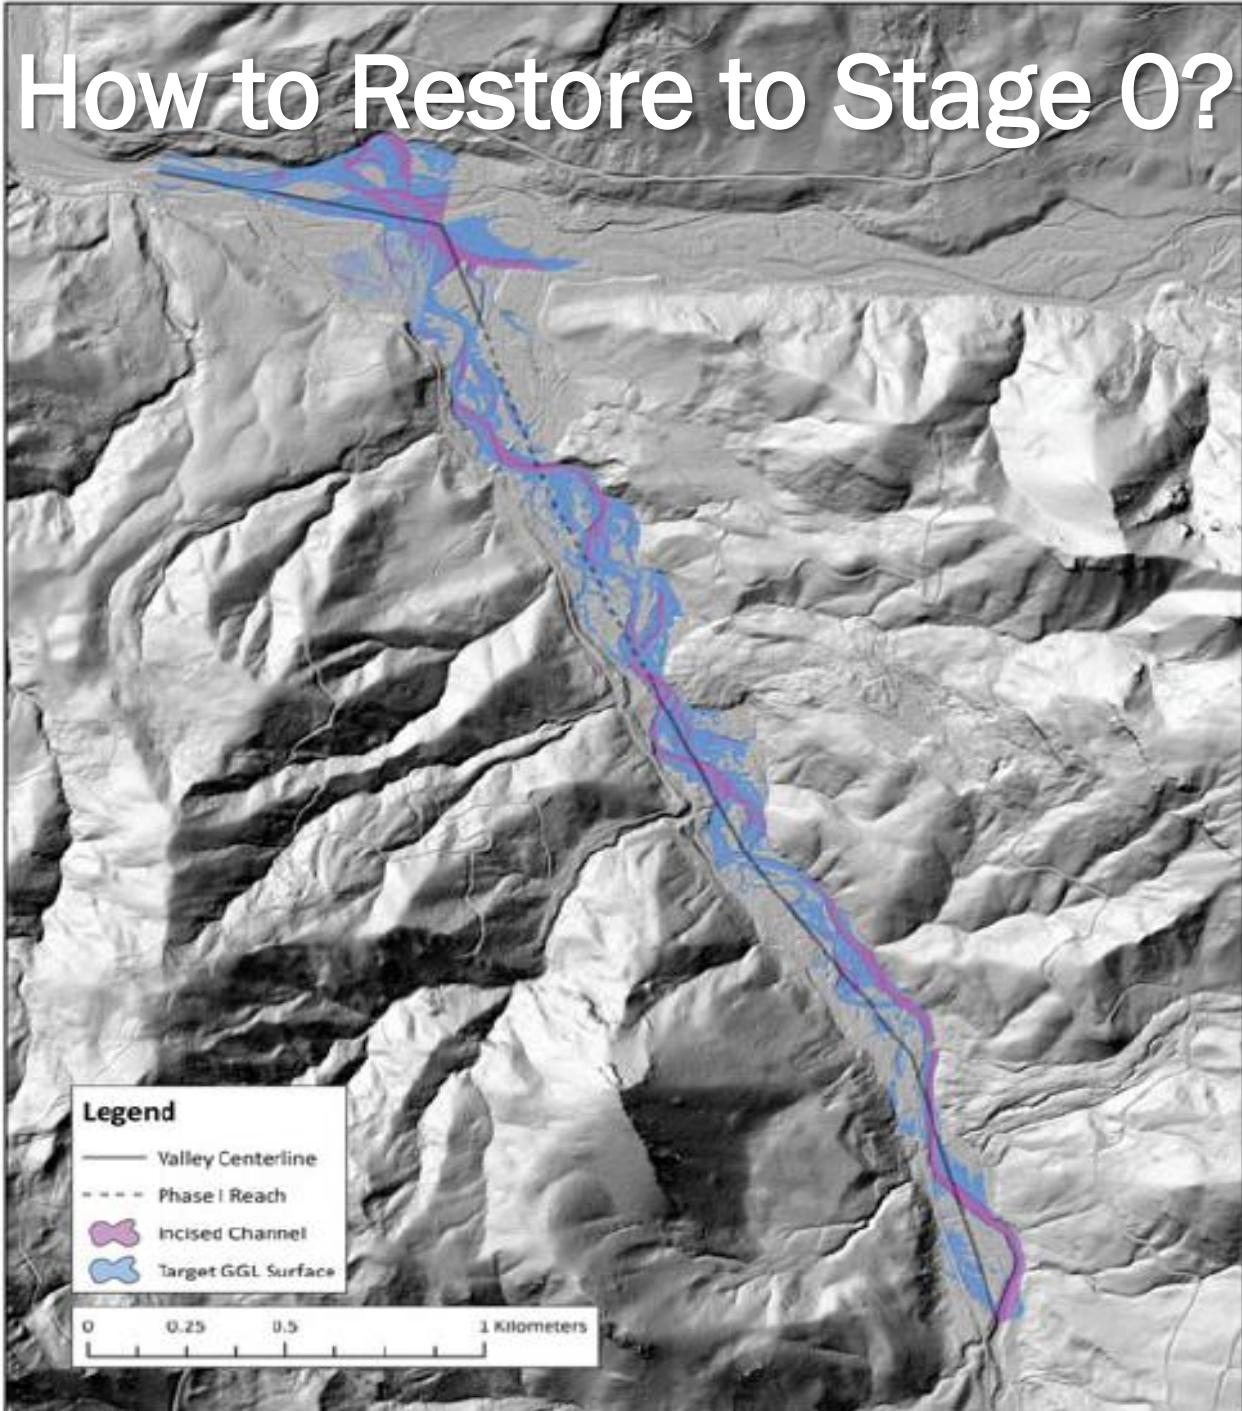 How to Restore to Stage 0?
Legend
Valley Centerline
Phase I Reach
Incised Channel
Target GGL Surface
0 0.25 0.5 1 Kilometers